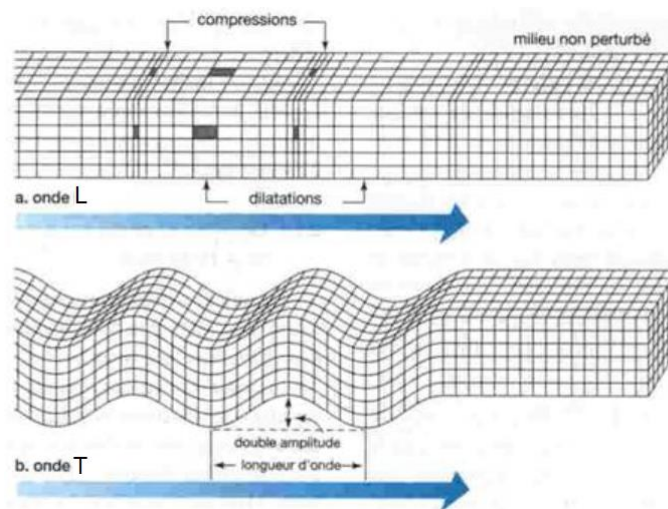 compressions
milieu non perturbé
dilatations
a. onde L
double amplitude
longueur d'onde
b. onde T